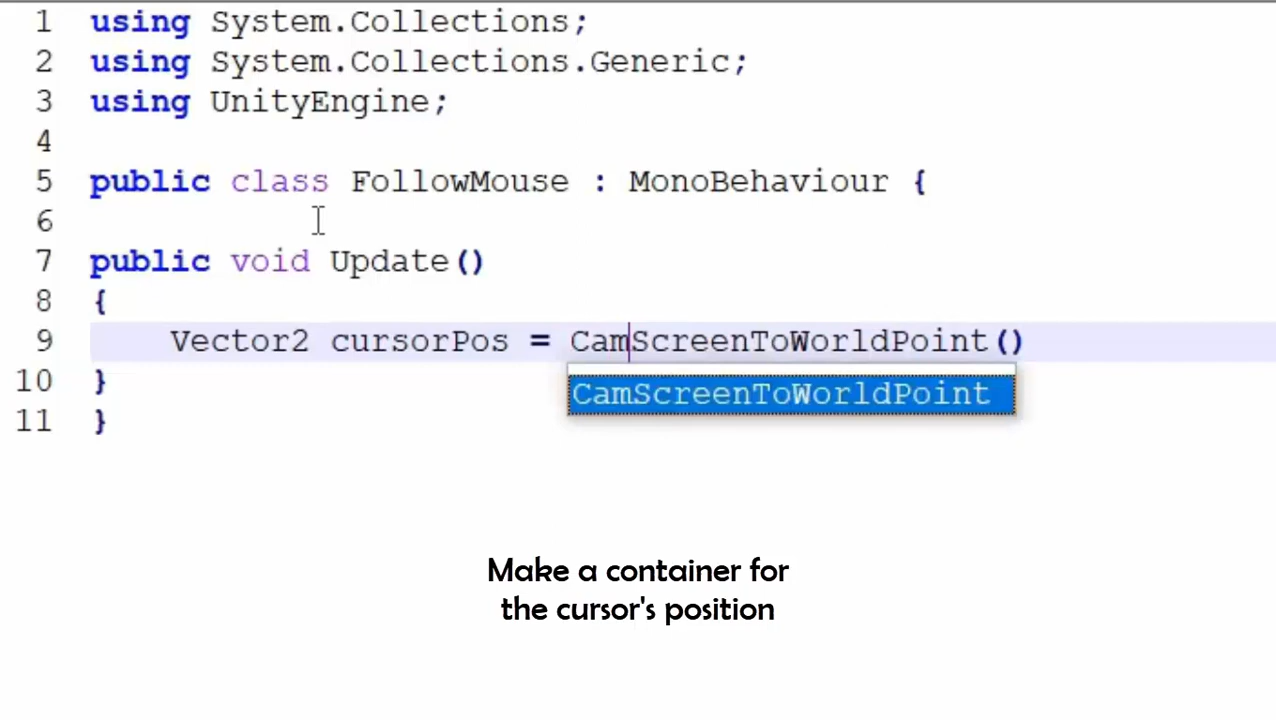 1 using System.Collections;
2 using System.Collections.Generic;
3 using UnityEngine;
4
5 public class FollowMouse : MonoBehaviour {
6
7 public void Update()
8 {
9 Vector2 cursorPos = CamScreenToWorldPoint()
10 }
CamScreenToWorldPoint
11 }
Make a container for
the cursor's position